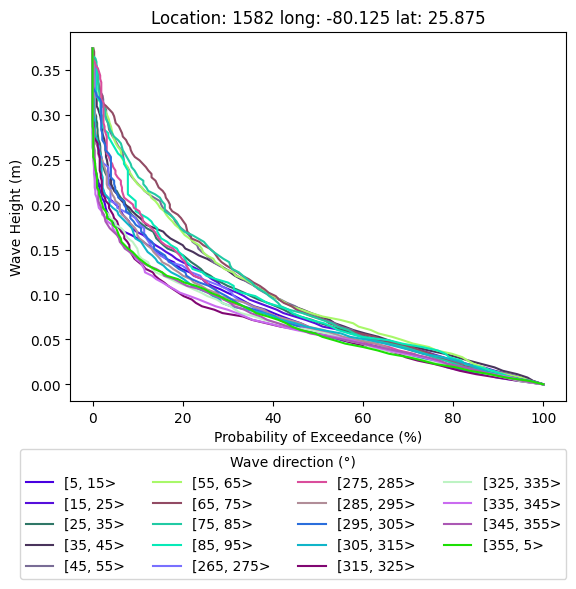 Location: 1582 long: -80.125 lat: 25.875
Wave Height (m)
0.35
0.30
0.25
0.20
0.15
0.10
0.05
0.00
0 20 40 60 80 100
Probability of Exceedance (%)
Wave direction (°)
[5, 15> [55, 65> [275, 285> [325, 335>
[15, 25> [65, 75> [285, 295> [335, 345>
[25, 35> [75, 85> [295, 305> [345, 355>
[35, 45> [85, 95> [305, 315> [355, 5>
[45, 55> [265, 275> [315, 325>